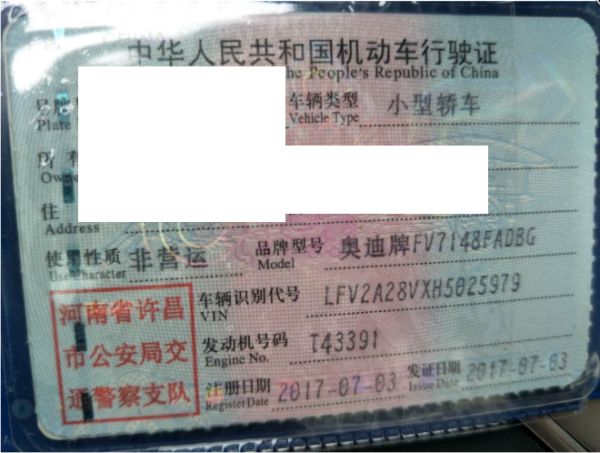 中华人民共和国机动车行驶证
the People's Republic of China
Plate
车辆类型 小型轿车
Vehicle Type
所
住
Address
使用性质 非营运 品牌型号 奥迪牌FV7148FADBG
Use Character Model
车辆识别代号 LFV2A28VXH5025979
VIN
发动机号码 T43391
Engine No.
注册日期 2017-07-03 发证日期 2017-07-03
Register Date Issue Date
河南省许昌
市公安局交
通警察支队